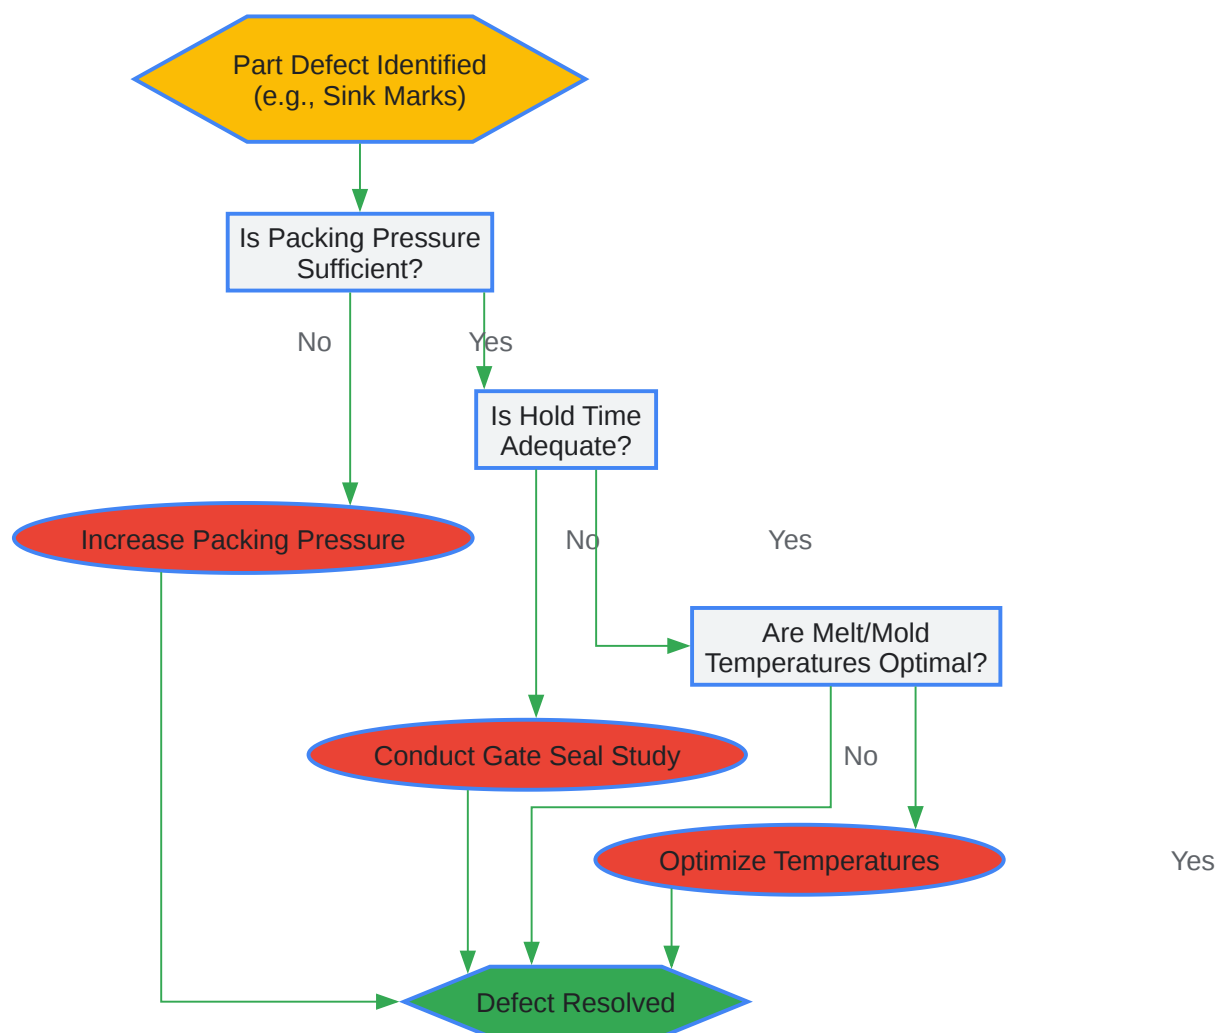 Part Defect Identified
(e.g., Sink Marks)
Is Packing Pressure
Sufficient?
No
Yes
Is Hold Time
Adequate?
Increase Packing Pressure
No
Yes
Are Melt/Mold
Temperatures Optimal?
Conduct Gate Seal Study
No
Optimize Temperatures
Yes
Defect Resolved